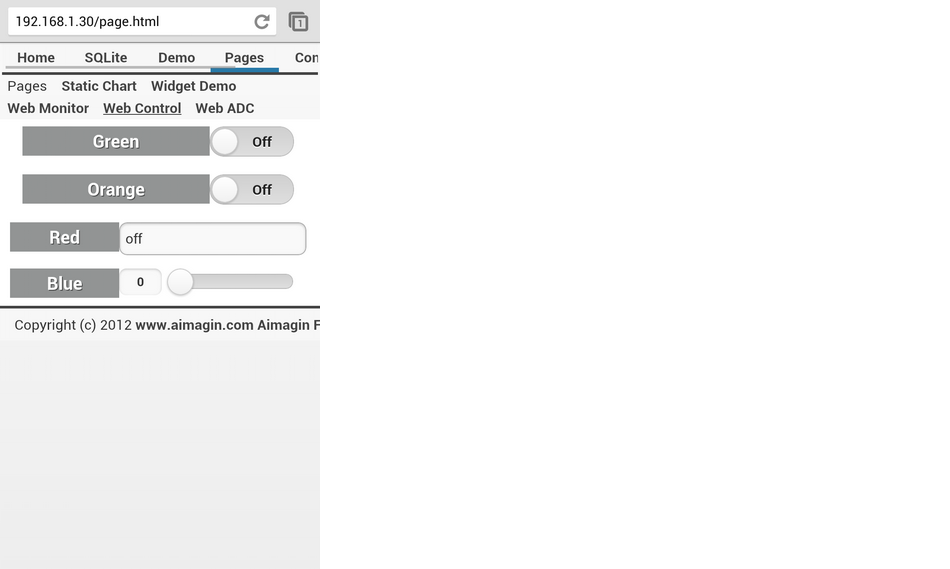 192.168.1.30/page.html 1
Home SQLite Demo Pages Con
Pages Static Chart Widget Demo
Web Monitor Web Control Web ADC
Green Off
Orange Off
Red off
Blue 0
Copyright (c) 2012 www.aimagin.com Aimagin F